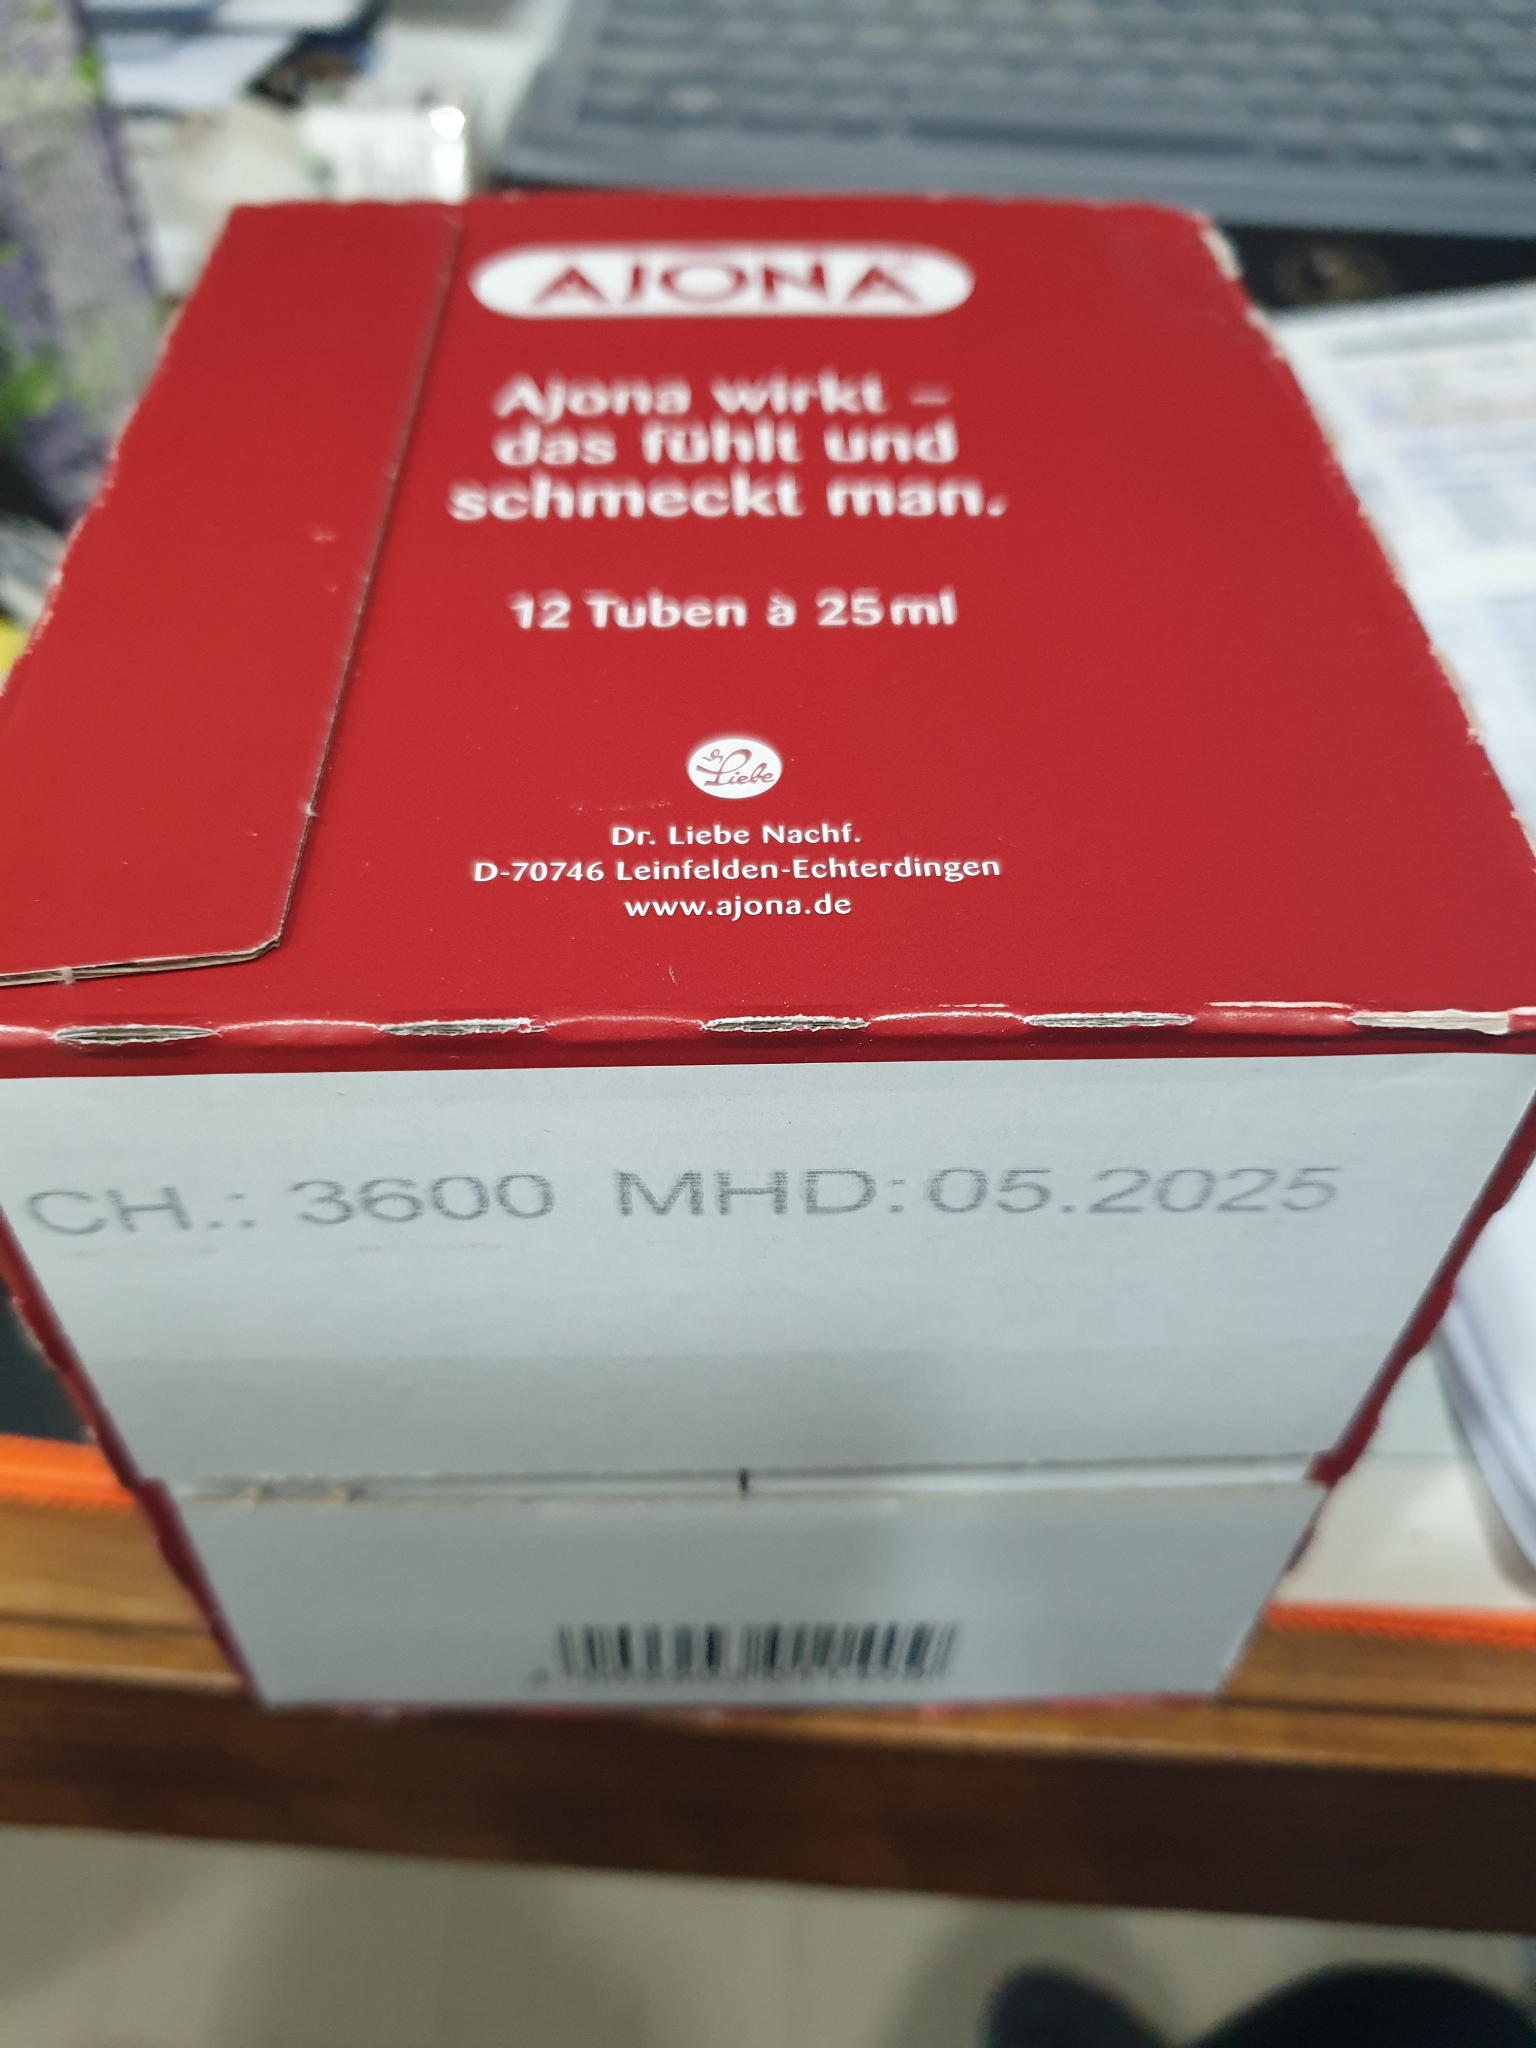 AJONA
Ajona wirkt –
das fühlt und
schmeckt man.
12 Tuben à 25 ml
Dr. Liebe
Dr. Liebe Nachf.
D-70746 Leinfelden-Echterdingen
www.ajona.de
CH.: 3600 MHD: 05.2025